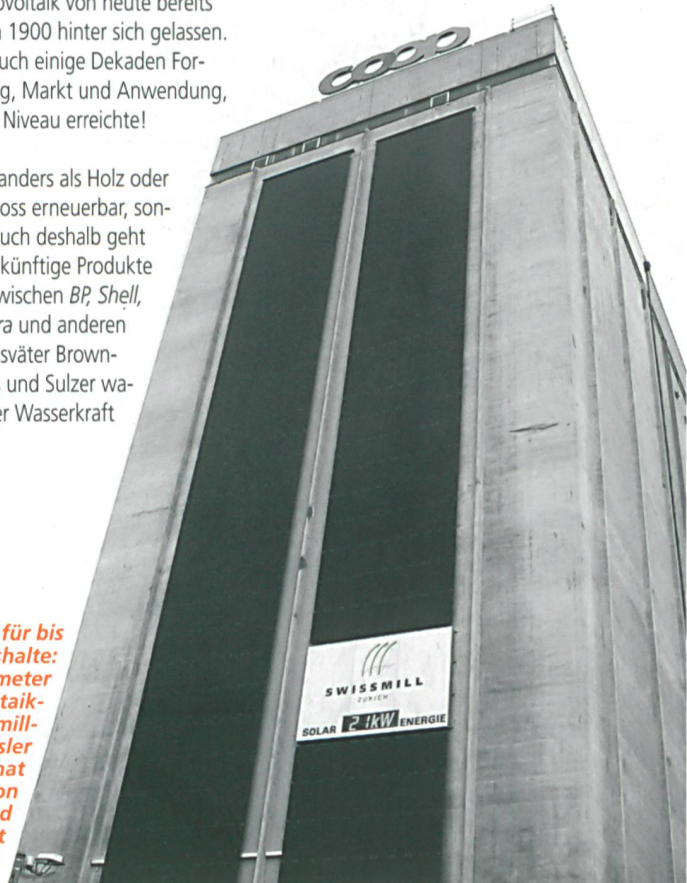 voltaik von heute bereits
1900 hinter sich gelassen.
uch einige Dekaden For-
g, Markt und Anwendung,
Niveau erreichte!
anders als Holz oder
oss erneuerbar, son-
uch deshalb geht
künftige Produkte
wischen BP, Shell,
ra und anderen
sväter Brown-
und Sulzer wa-
er Wasserkraft
für bis
halte:
meter
taik-
mill-
sler
hat
on
d
t
coop
SWISSMILL
ZÜRICH
SOLAR 2.1kW ENERGIE